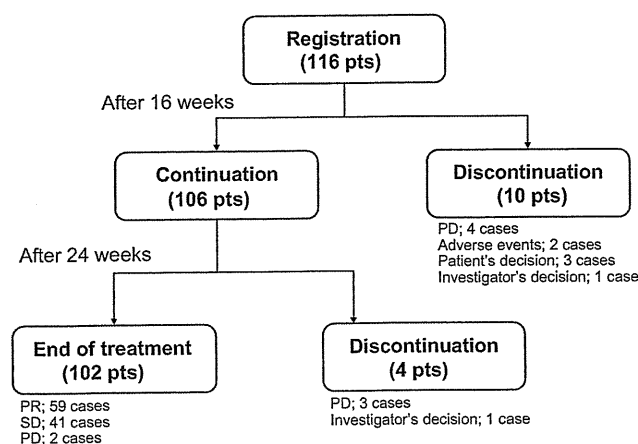 Registration
(116 pts)
After 16 weeks
Continuation
(106 pts)
Discontinuation
(10 pts)
PD; 4 cases
Adverse events; 2 cases
Patient's decision; 3 cases
Investigator's decision; 1 case
After 24 weeks
End of treatment
(102 pts)
PR; 59 cases
SD; 41 cases
PD; 2 cases
Discontinuation
(4 pts)
PD; 3 cases
Investigator's decision; 1 case